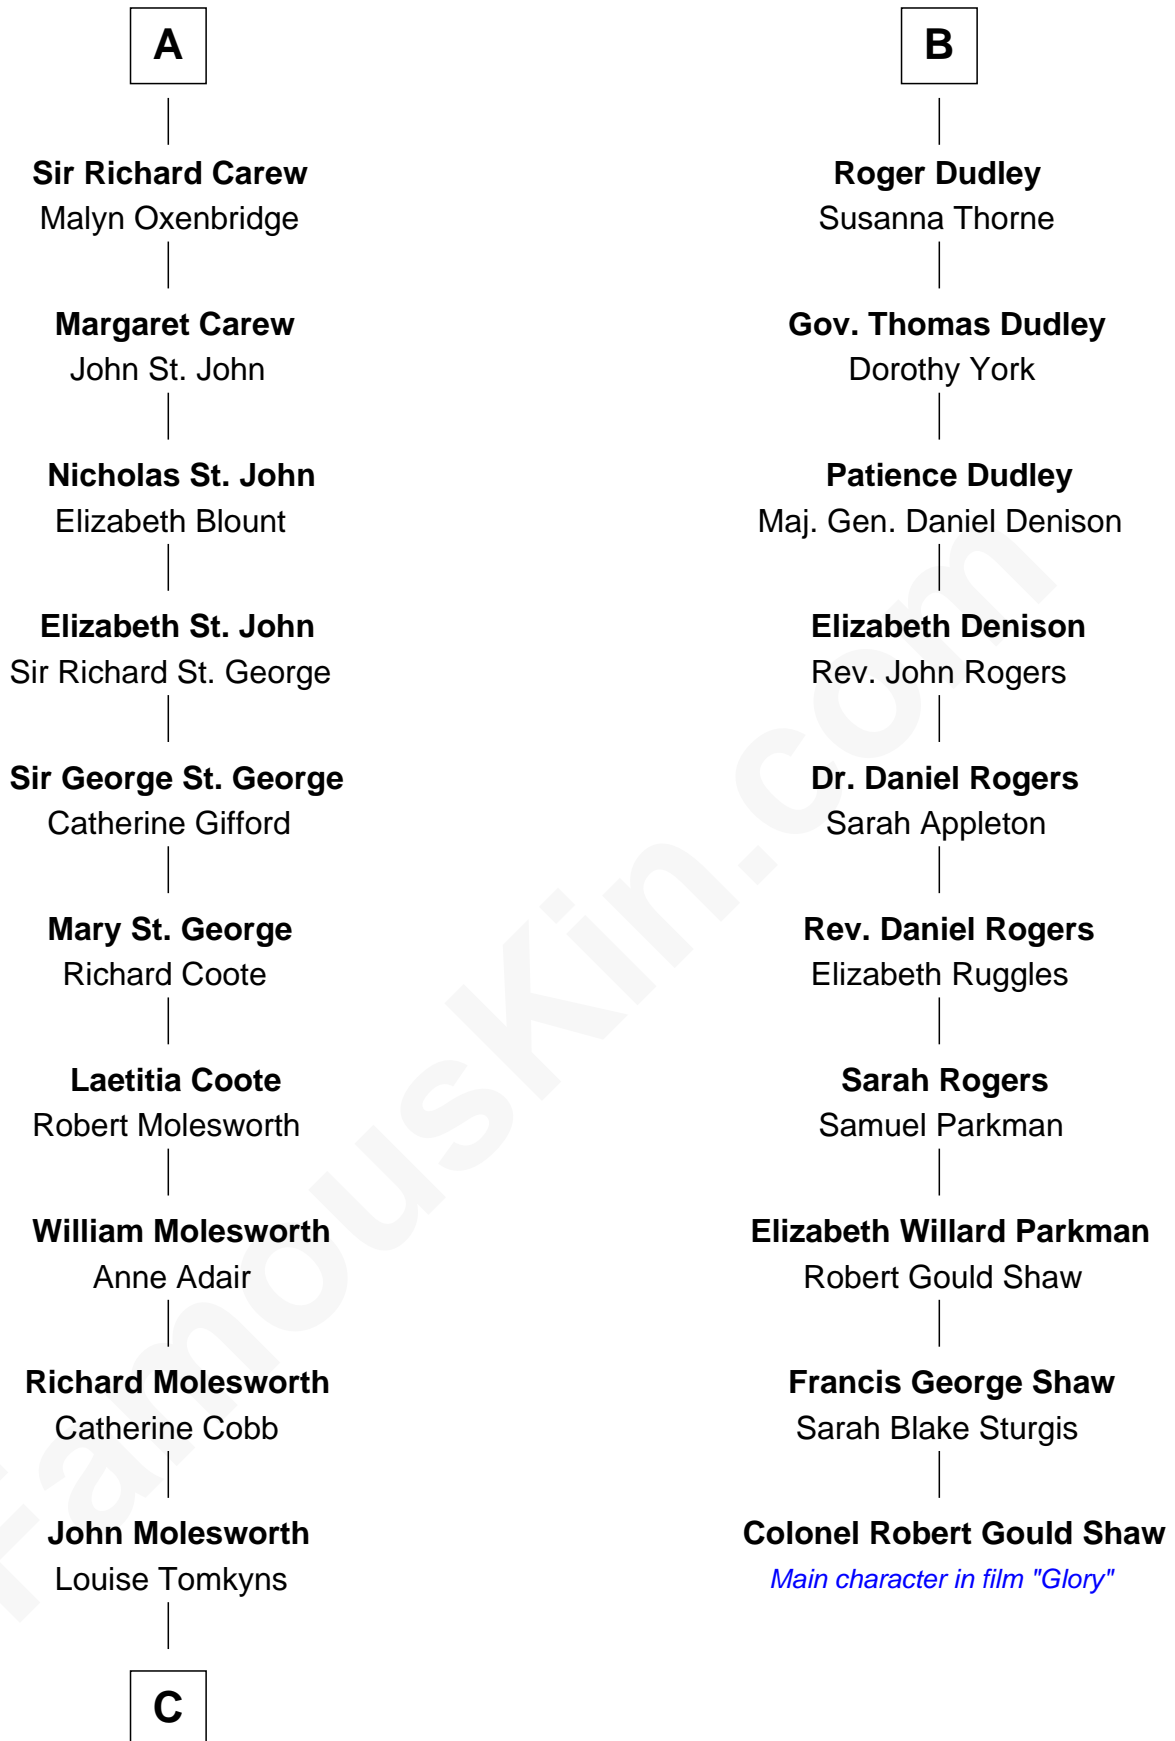 A
Sir Richard Carew
Malyn Oxenbridge
Margaret Carew
John St. John
Nicholas St. John
Elizabeth Blount
Elizabeth St. John
Sir Richard St. George
Sir George St. George
Catherine Gifford
Mary St. George
Richard Coote
Laetitia Coote
Robert Molesworth
William Molesworth
Anne Adair
Richard Molesworth
Catherine Cobb
John Molesworth
Louise Tomkyns
C
B
Roger Dudley
Susanna Thorne
Gov. Thomas Dudley
Dorothy York
Patience Dudley
Maj. Gen. Daniel Denison
Elizabeth Denison
Rev. John Rogers
Dr. Daniel Rogers
Sarah Appleton
Rev. Daniel Rogers
Elizabeth Ruggles
Sarah Rogers
Samuel Parkman
Elizabeth Willard Parkman
Robert Gould Shaw
Francis George Shaw
Sarah Blake Sturgis
Colonel Robert Gould Shaw
Main character in film "Glory"
FamousKin.com